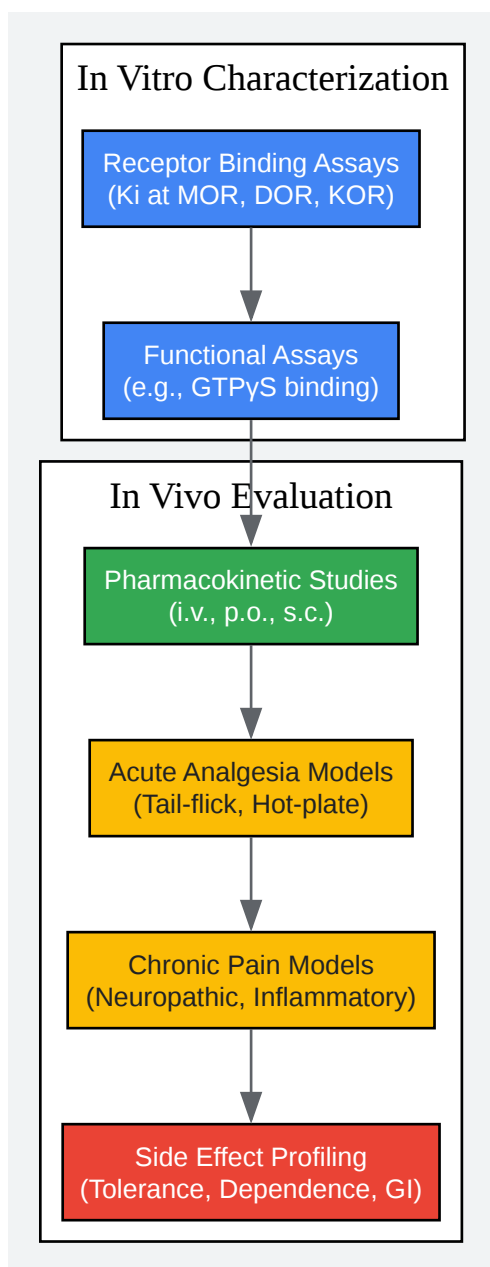 In Vitro Characterization
Receptor Binding Assays
(Ki at MOR, DOR, KOR)
Functional Assays
(e.g., GTPγS binding)
In Vivo Evaluation
Pharmacokinetic Studies
(i.v., p.o., s.c.)
Acute Analgesia Models
(Tail-flick, Hot-plate)
Chronic Pain Models
(Neuropathic, Inflammatory)
Side Effect Profiling
(Tolerance, Dependence, GI)